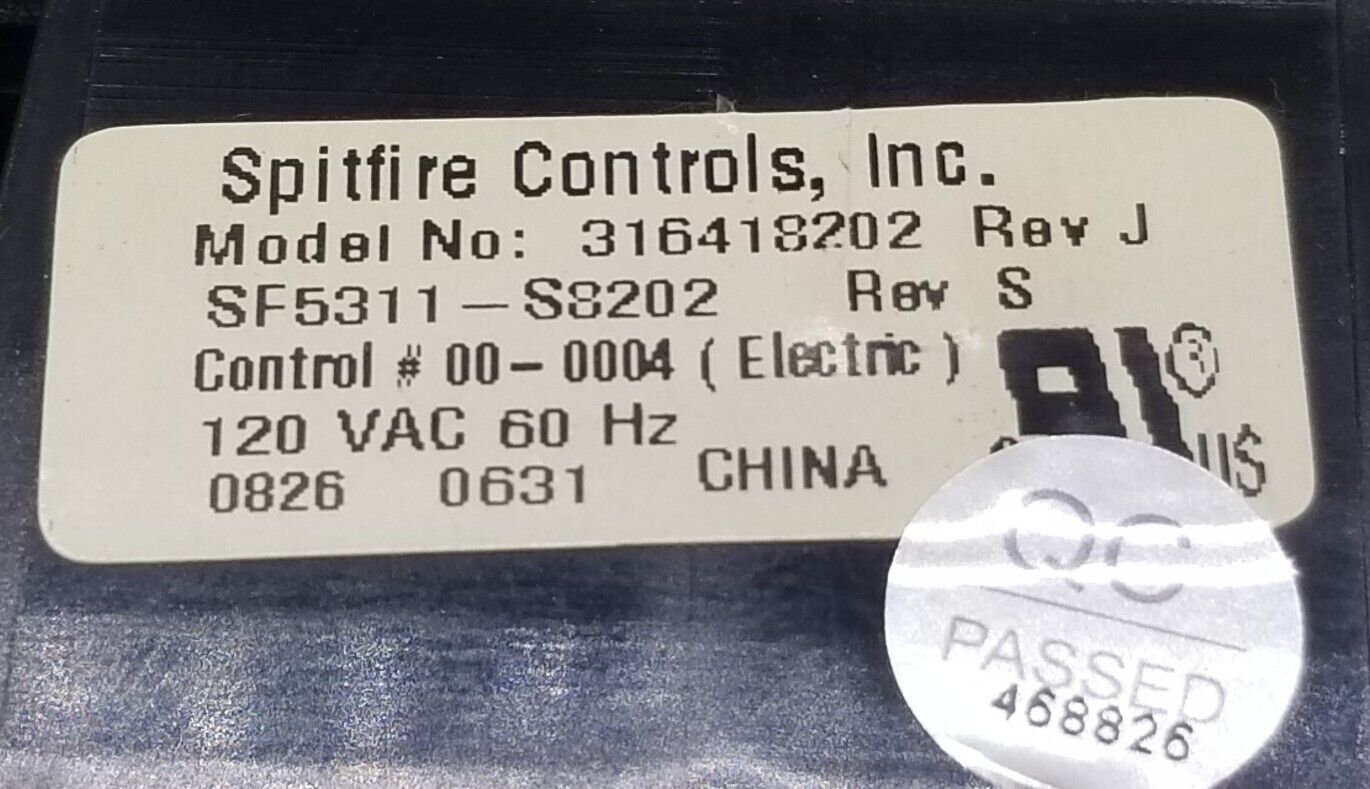 Spitfire Controls, Inc.
Model No: 316418202 Rev J
SF5311-S8202 Rev S
Control # 00-0004 (Electric)
120 VAC 60 Hz
0826 0631 CHINA
US
QC
PASSED
468826